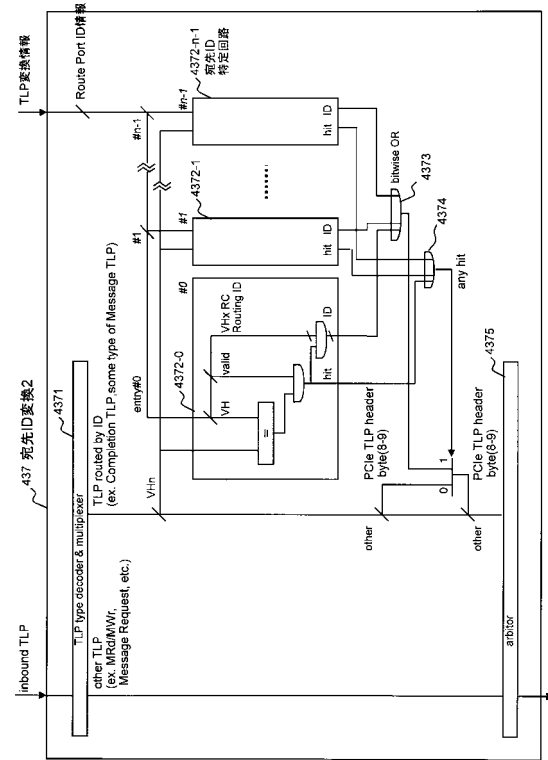 437 宛先ID変換2
inbound TLP
TLP変換情報
Route Port ID情報
4371
TLP type decoder & multiplexer
other TLP
(ex. MRd/MWr,
Message Request, etc.)
TLP routed by ID
(ex. Completion TLP,some type of Message TLP)
VHn
entry#0
#1
#n-1
4372-0
#0
VH
valid
VHx RC
Routing ID
=
hit
ID
4372-1
#1
hit
ID
4372-n-1
宛先ID
特定回路
#n-1
hit
ID
bitwise OR
4373
4374
any hit
PCIe TLP header
byte(8-9)
other
0
1
PCIe TLP header
byte(8-9)
other
4375
arbitor